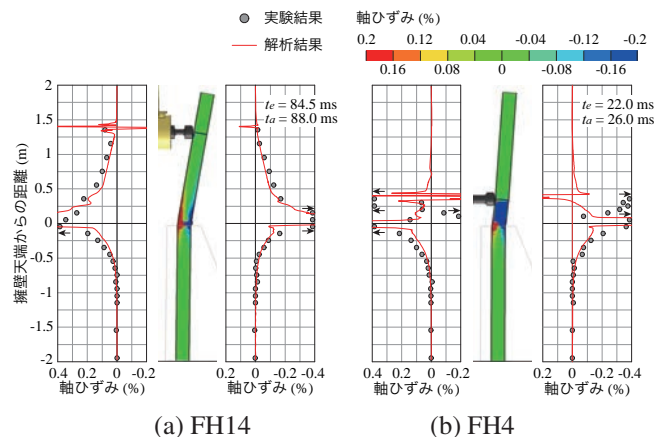 実験結果
解析結果
軸ひずみ (%)
0.2 0.12 0.04 0 -0.04 -0.12 -0.2
0.16 0.08 0 -0.08 -0.16
擁壁天端からの距離 (m)
2
1.5
1
0.5
0
-0.5
-1
-1.5
-2
te = 84.5 ms
ta = 88.0 ms
te = 22.0 ms
ta = 26.0 ms
0.4 0.2 0 -0.2
0.2 0 -0.2 -0.4
0.4 0.2 0 -0.2
0.2 0 -0.2 -0.4
軸ひずみ (%)
軸ひずみ (%)
軸ひずみ (%)
軸ひずみ (%)
(a) FH14
(b) FH4